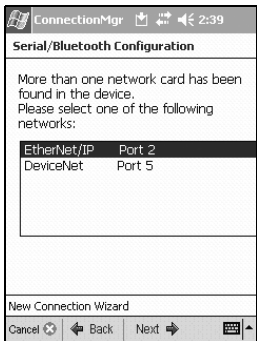 ConnectionMgr 2:39
Serial/Bluetooth Configuration
More than one network card has been
found in the device.
Please select one of the following
networks:
EtherNet/IP Port 2
DeviceNet Port 5
New Connection Wizard
Cancel Back Next